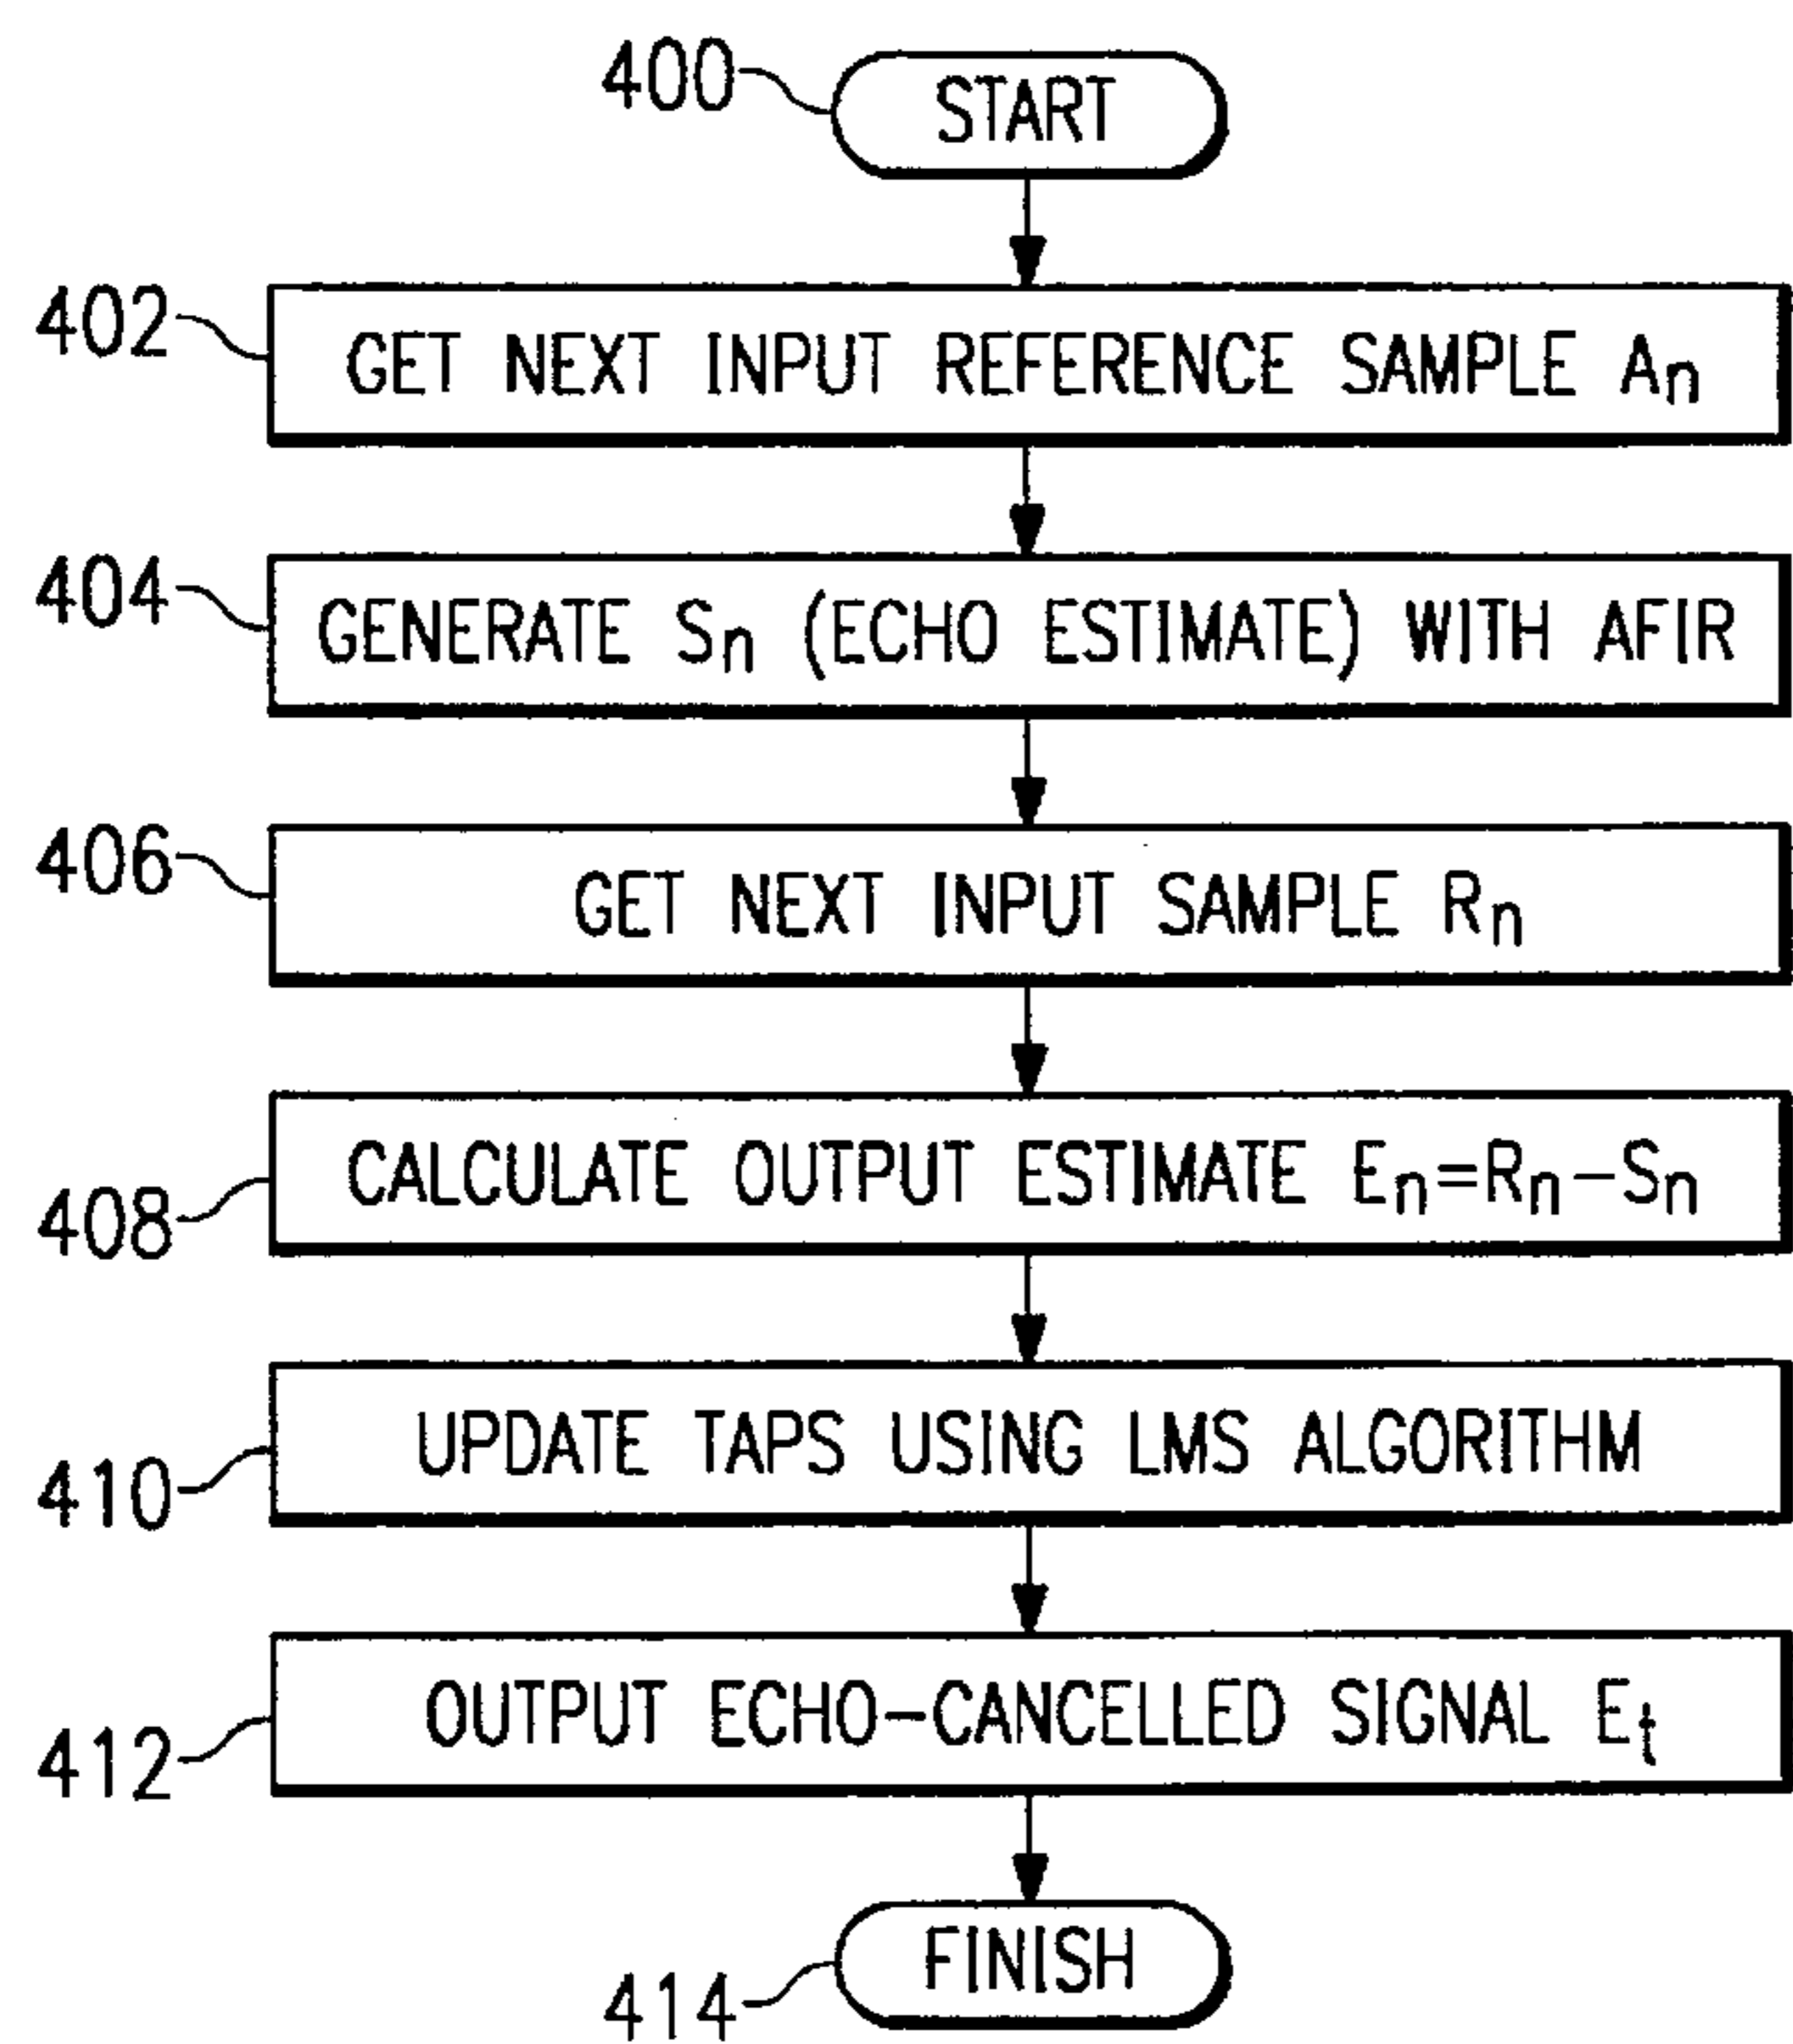 400 START
402 GET NEXT INPUT REFERENCE SAMPLE An
404 GENERATE Sn (ECHO ESTIMATE) WITH AFIR
406 GET NEXT INPUT SAMPLE Rn
408 CALCULATE OUTPUT ESTIMATE En=Rn-Sn
410 UPDATE TAPS USING LMS ALGORITHM
412 OUTPUT ECHO-CANCELLED SIGNAL Et
414 FINISH